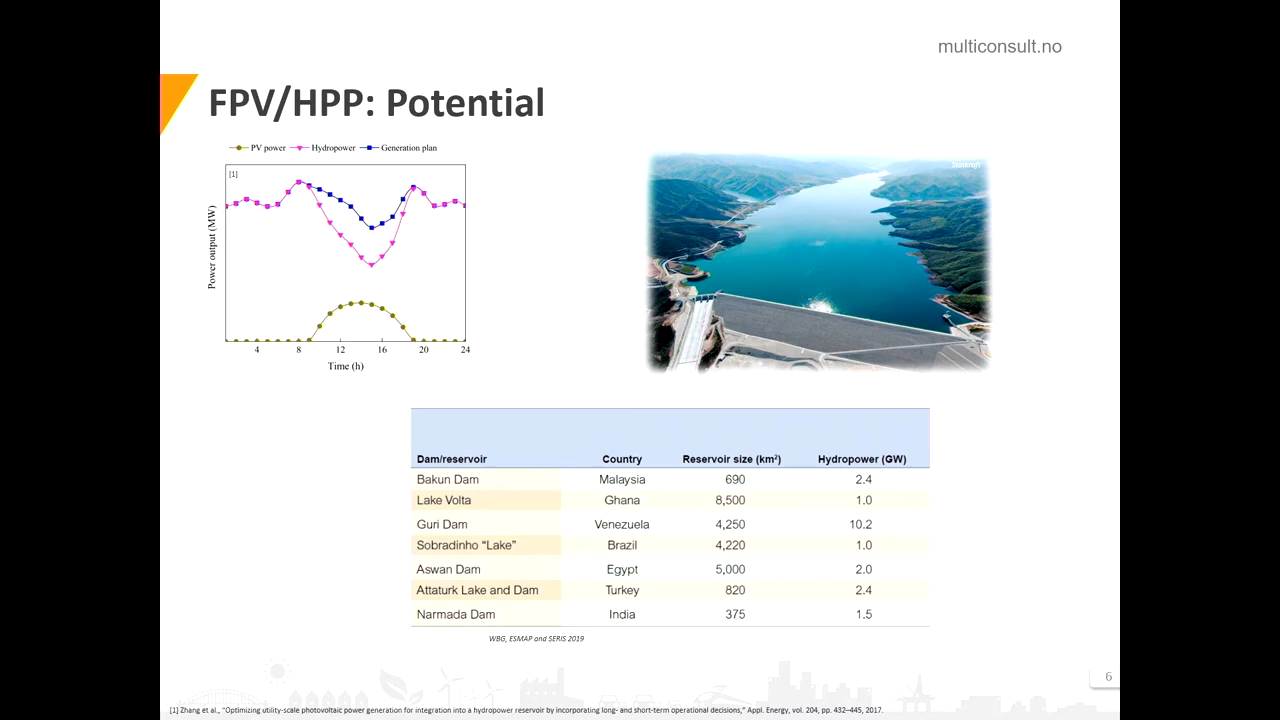 multiconsult.no
FPV/HPP: Potential
PV power Hydropower Generation plan
[1]
Power output (MW)
4 8 12 16 20 24
Time (h)
Statkraft
Dam/reservoir Country Reservoir size (km²) Hydropower (GW)
Bakun Dam Malaysia 690 2.4
Lake Volta Ghana 8,500 1.0
Guri Dam Venezuela 4,250 10.2
Sobradinho “Lake” Brazil 4,220 1.0
Aswan Dam Egypt 5,000 2.0
Attaturk Lake and Dam Turkey 820 2.4
Narmada Dam India 375 1.5
WBG, ESMAP and SERIS 2019
6
[1] Zhang et al., “Optimizing utility-scale photovoltaic power generation for integration into a hydropower reservoir by incorporating long- and short-term operational decisions,” Appl. Energy, vol. 204, pp. 432–445, 2017.